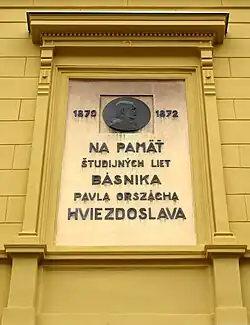 1870 1872
NA PAMÄŤ
ŠTUDIJNÝCH LIET
BÁSNIKA
PAVLA ORSZÁGHA
HVIEZDOSLAVA